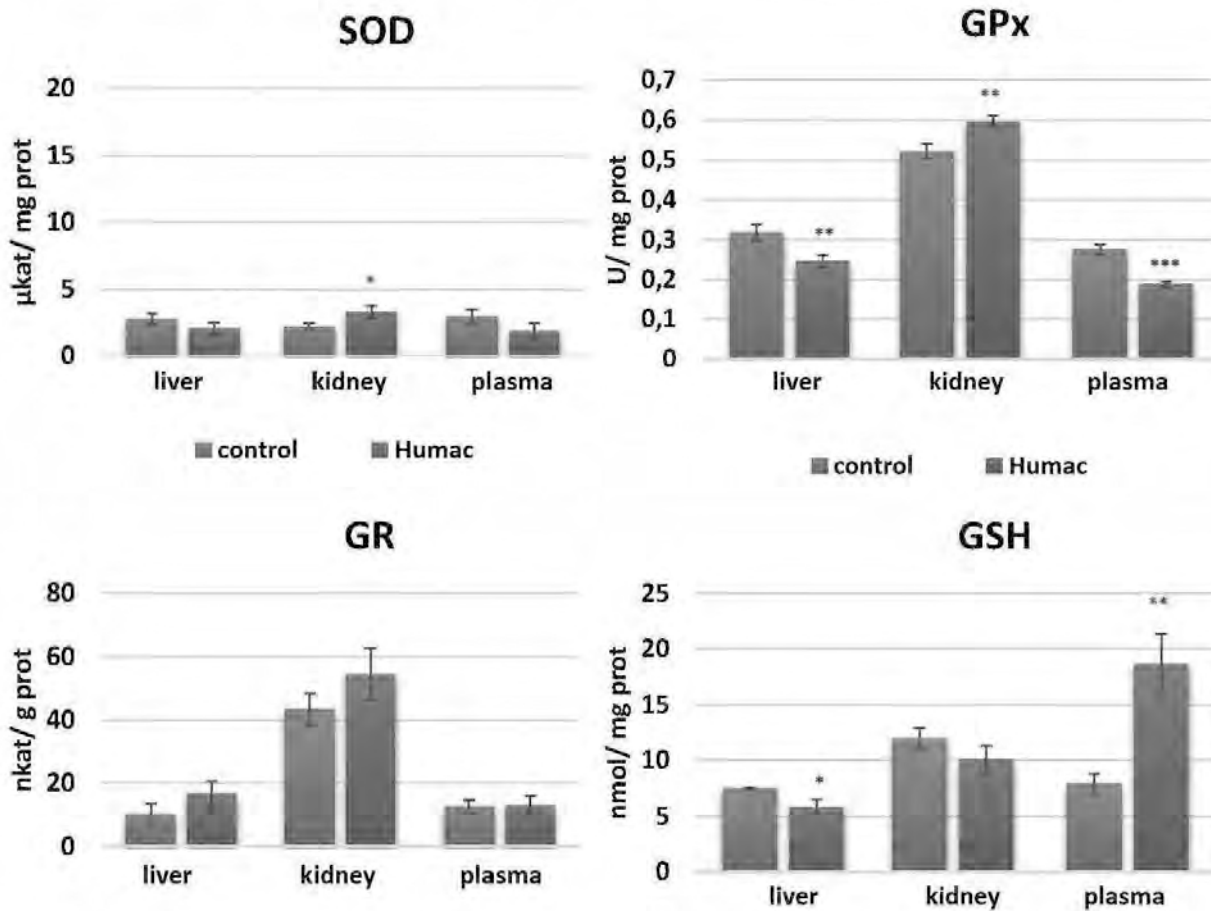 SOD
20
15
10
5
0
µkat/ mg prot
*
liver kidney plasma
control Humac
GPx
0,7
0,6
0,5
0,4
0,3
0,2
0,1
0
U/ mg prot
**
**
***
liver kidney plasma
control Humac
GR
80
60
40
20
0
nkat/ g prot
liver kidney plasma
GSH
25
20
15
10
5
0
nmol/ mg prot
**
*
liver kidney plasma